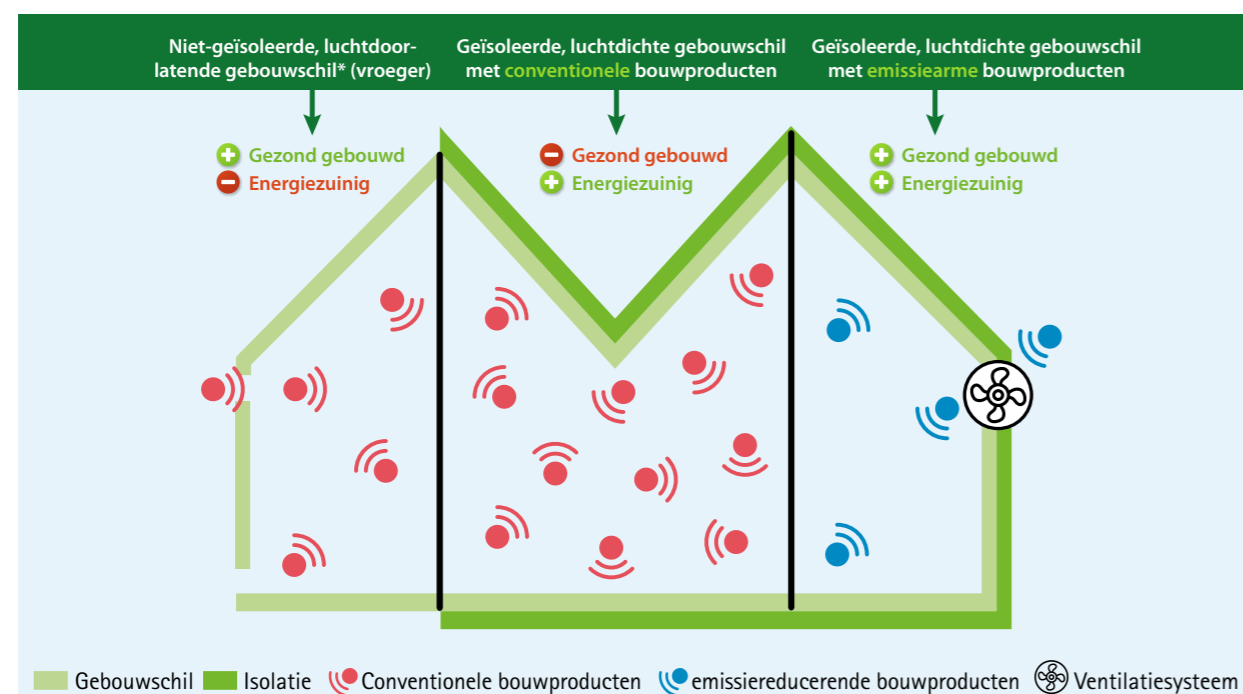 Niet-geïsoleerde, luchtdoor-
latende gebouwschil* (vroeger)
Geïsoleerde, luchtdichte gebouwschil
met conventionele bouwproducten
Geïsoleerde, luchtdichte gebouwschil
met emissiearme bouwproducten
Gezond gebouwd
Energiezuinig
Gezond gebouwd
Energiezuinig
Gezond gebouwd
Energiezuinig
Gebouwschil
Isolatie
Conventionele bouwproducten
emissiereducerende bouwproducten
Ventilatiesysteem